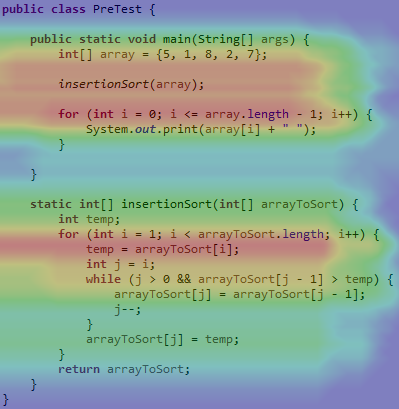 public class PreTest {
public static void main(String[] args) {
int[] array = {5, 1, 8, 2, 7};
insertionSort(array);
for (int i = 0; i <= array.length - 1; i++) {
System.out.print(array[i] + " ");
}
}
static int[] insertionSort(int[] arrayToSort) {
int temp;
for (int i = 1; i < arrayToSort.length; i++) {
temp = arrayToSort[i];
int j = i;
while (j > 0 && arrayToSort[j - 1] > temp) {
arrayToSort[j] = arrayToSort[j - 1];
j--;
}
arrayToSort[j] = temp;
}
return arrayToSort;
}
}